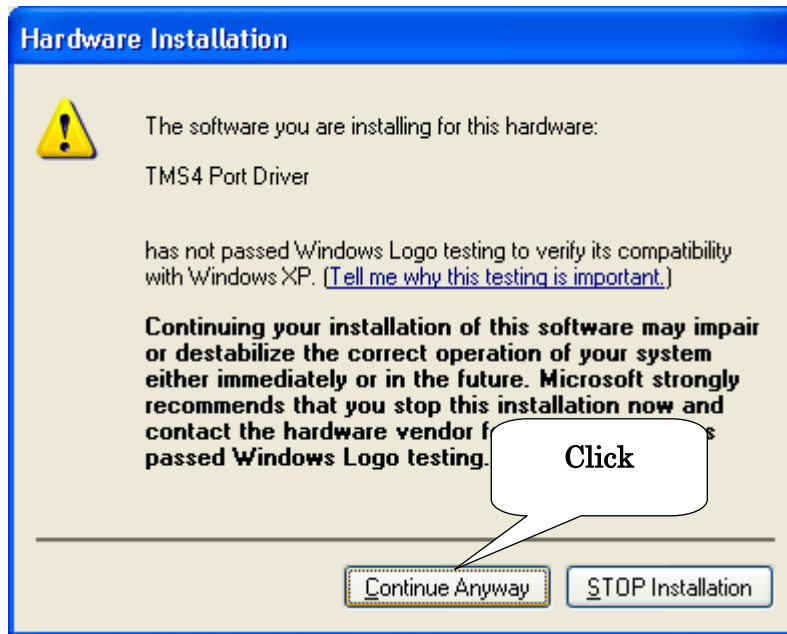 Hardware Installation
The software you are installing for this hardware:
TMS4 Port Driver
has not passed Windows Logo testing to verify its compatibility
with Windows XP. (Tell me why this testing is important.)
Continuing your installation of this software may impair
or destabilize the correct operation of your system
either immediately or in the future. Microsoft strongly
recommends that you stop this installation now and
contact the hardware vendor
passed Windows Logo testing.
Click
Continue Anyway
STOP Installation